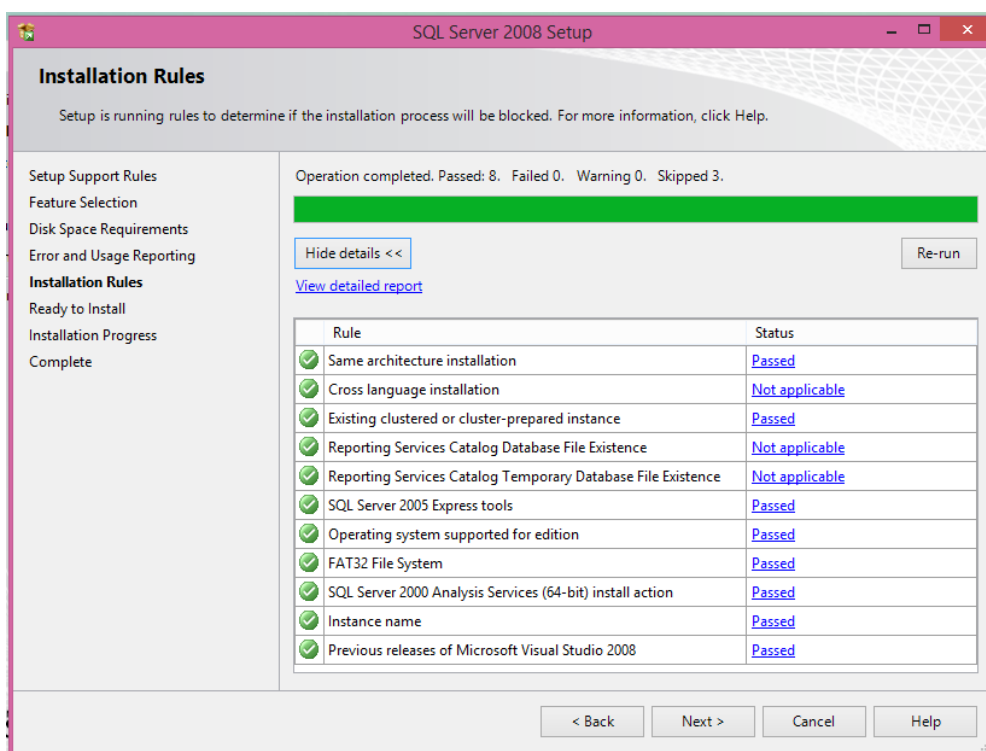 SQL Server 2008 Setup
Installation Rules
Setup is running rules to determine if the installation process will be blocked. For more information, click Help.
Setup Support Rules
Feature Selection
Disk Space Requirements
Error and Usage Reporting
Installation Rules
Ready to Install
Installation Progress
Complete
Operation completed. Passed: 8. Failed 0. Warning 0. Skipped 3.
Hide details <<
Re-run
View detailed report
Rule Status
Same architecture installation Passed
Cross language installation Not applicable
Existing clustered or cluster-prepared instance Passed
Reporting Services Catalog Database File Existence Not applicable
Reporting Services Catalog Temporary Database File Existence Not applicable
SQL Server 2005 Express tools Passed
Operating system supported for edition Passed
FAT32 File System Passed
SQL Server 2000 Analysis Services (64-bit) install action Passed
Instance name Passed
Previous releases of Microsoft Visual Studio 2008 Passed
< Back Next > Cancel Help